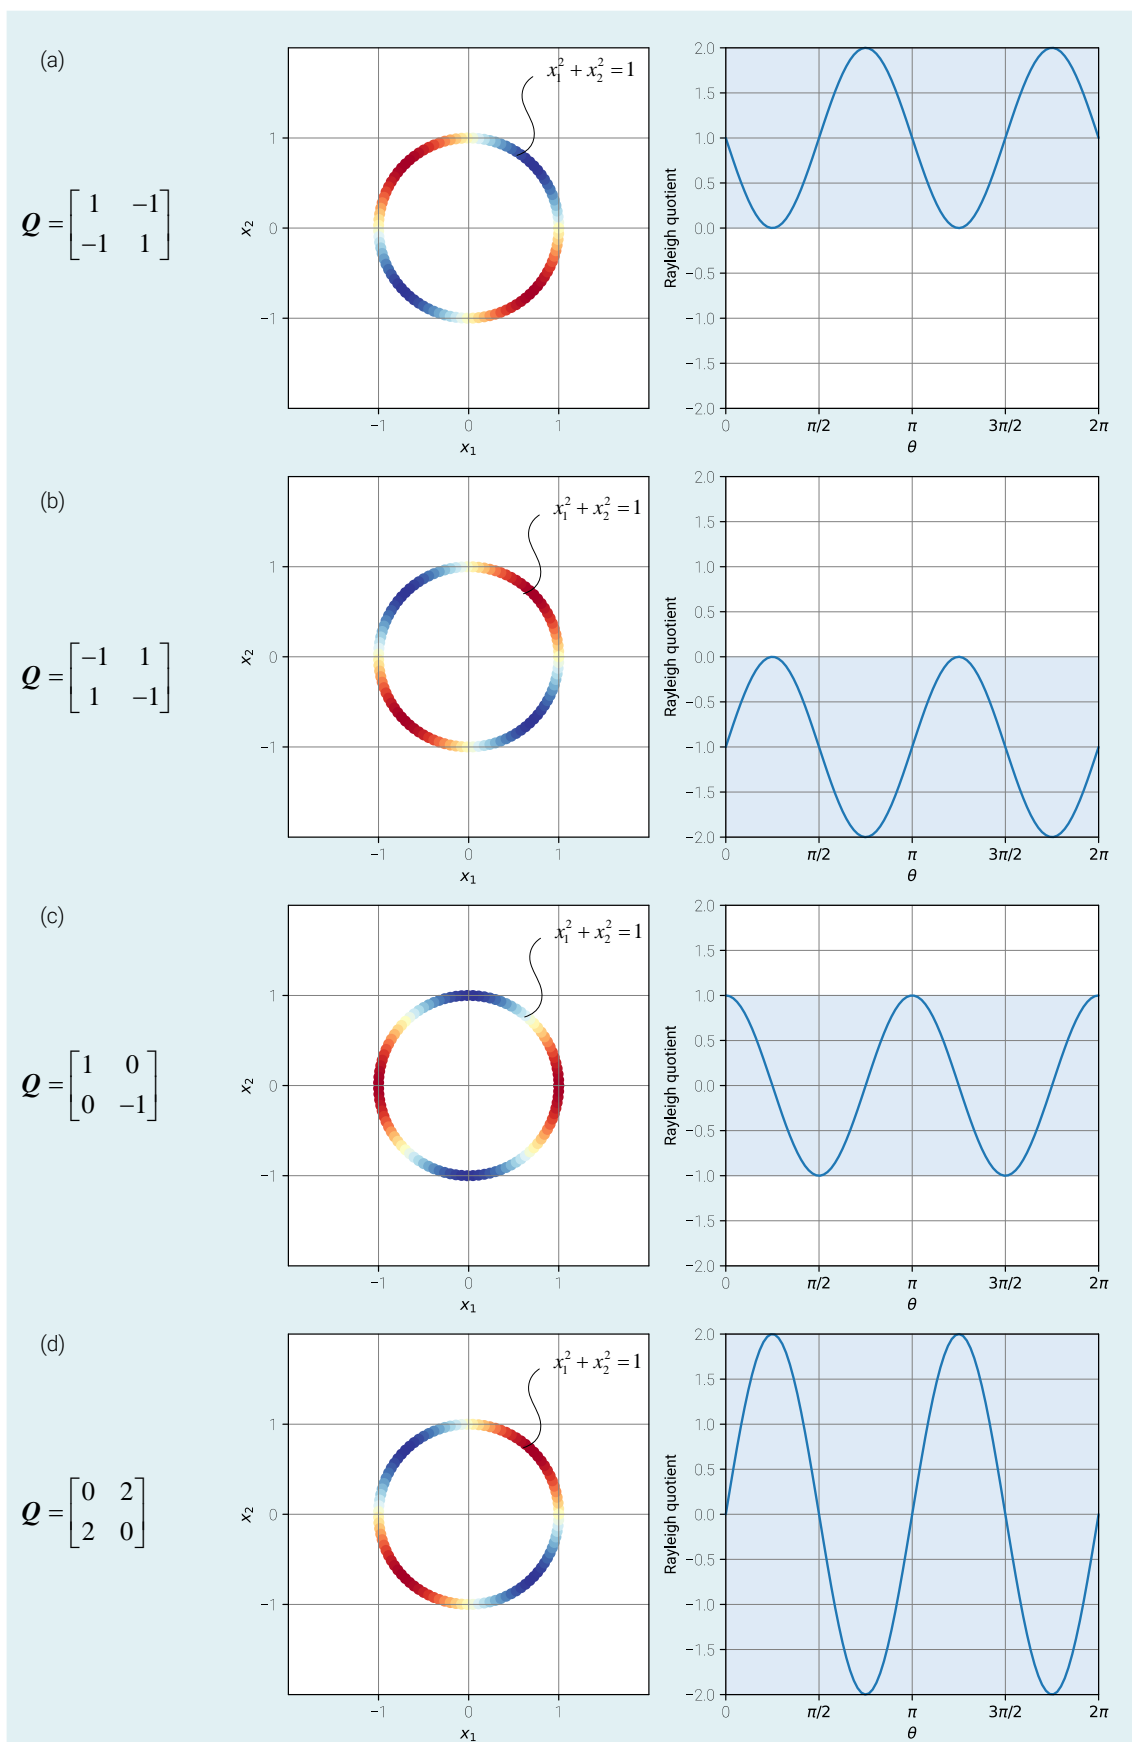 (a)
Q = [1 −1
−1 1]
x₁² + x₂² = 1
1
0
−1
x₂
−1 0 1
x₁
2.0
1.5
1.0
0.5
0.0
−0.5
−1.0
−1.5
−2.0
Rayleigh quotient
0 π/2 π 3π/2 2π
θ
(b)
Q = [−1 1
1 −1]
x₁² + x₂² = 1
1
0
−1
x₂
−1 0 1
x₁
2.0
1.5
1.0
0.5
0.0
−0.5
−1.0
−1.5
−2.0
Rayleigh quotient
0 π/2 π 3π/2 2π
θ
(c)
Q = [1 0
0 −1]
x₁² + x₂² = 1
1
0
−1
x₂
−1 0 1
x₁
2.0
1.5
1.0
0.5
0.0
−0.5
−1.0
−1.5
−2.0
Rayleigh quotient
0 π/2 π 3π/2 2π
θ
(d)
Q = [0 2
2 0]
x₁² + x₂² = 1
1
0
−1
x₂
−1 0 1
x₁
2.0
1.5
1.0
0.5
0.0
−0.5
−1.0
−1.5
−2.0
Rayleigh quotient
0 π/2 π 3π/2 2π
θ